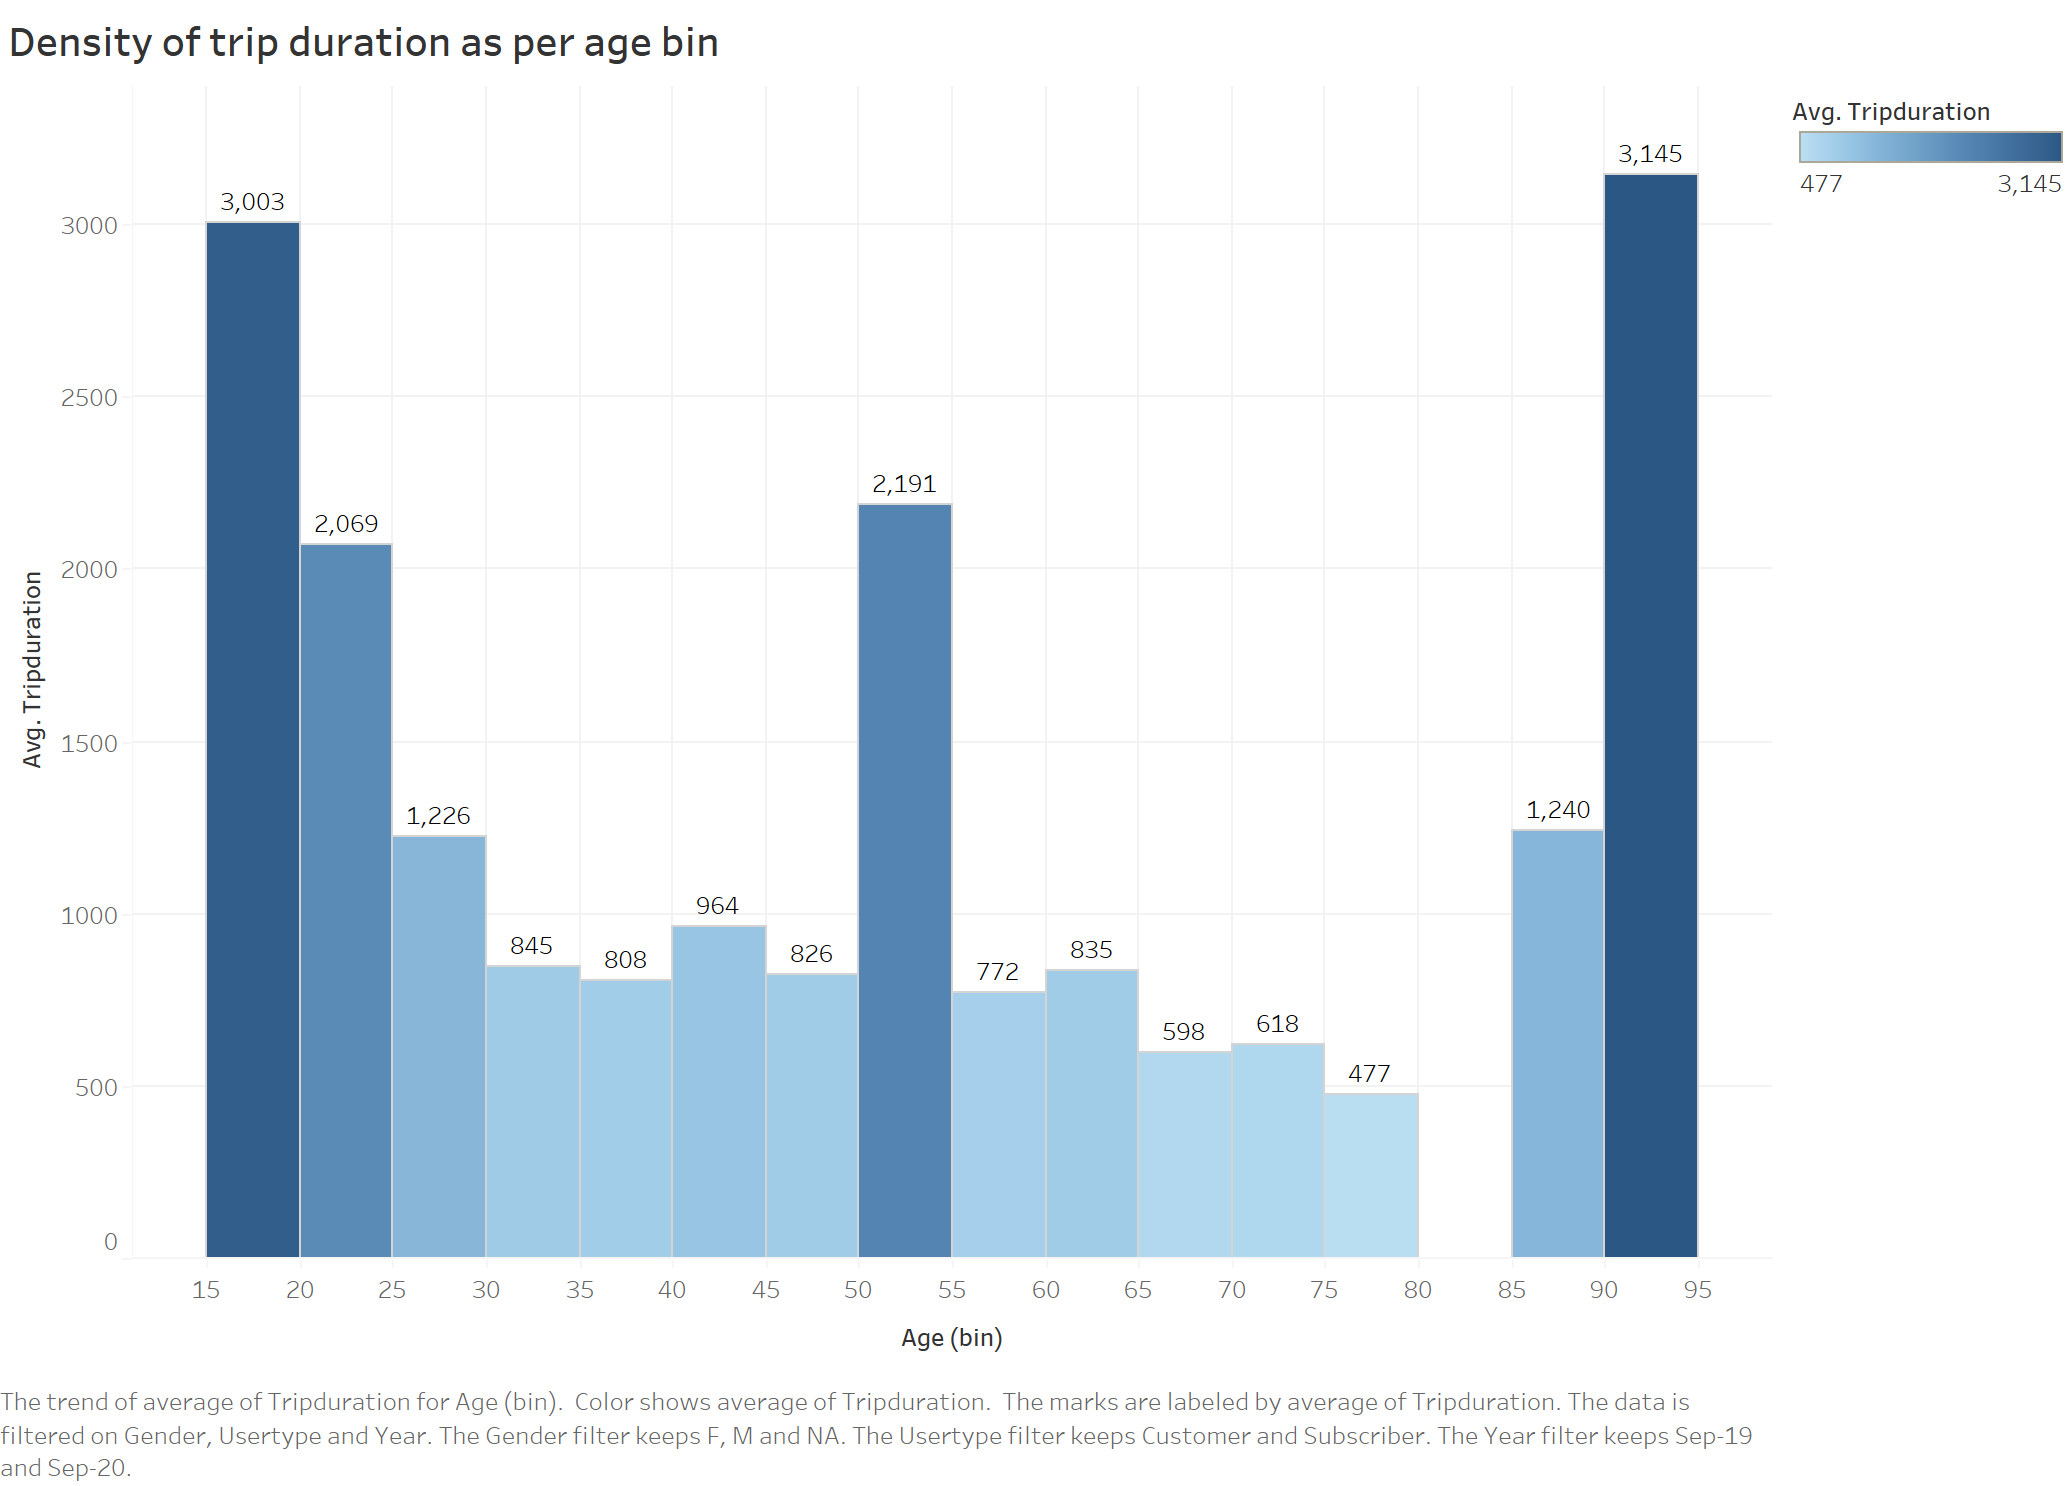 Density of trip duration as per age bin
Avg. Tripduration
477 3,145
Avg. Tripduration
3000
2500
2000
1500
1000
500
0
3,003
2,069
1,226
845
808
964
826
2,191
772
835
598
618
477
1,240
3,145
15 20 25 30 35 40 45 50 55 60 65 70 75 80 85 90 95
Age (bin)
The trend of average of Tripduration for Age (bin).  Color shows average of Tripduration.  The marks are labeled by average of Tripduration. The data is
filtered on Gender, Usertype and Year. The Gender filter keeps F, M and NA. The Usertype filter keeps Customer and Subscriber. The Year filter keeps Sep-19
and Sep-20.